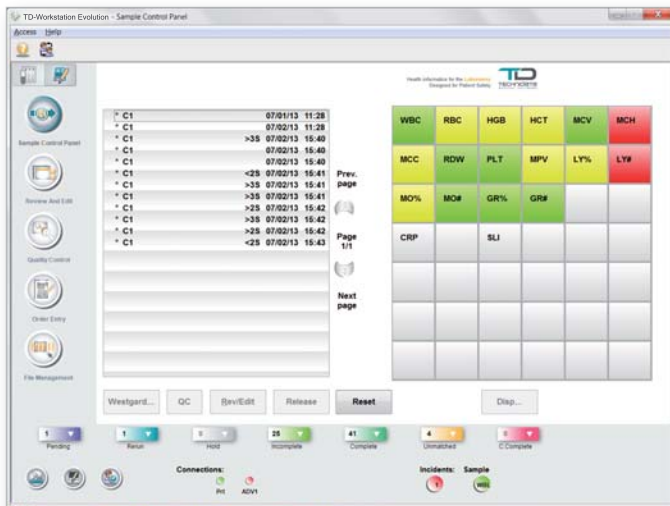 TD-Workstation Evolution - Sample Control Panel
Access Help
Health Information for the Laboratory
Designed for Patient Safety
TD
TECHNIDATA
Sample Control Panel
Review And Edit
Quality Control
Order Entry
File Management
* C1 07/01/13 11:28
* C1 07/02/13 11:28
* C1 >3S 07/02/13 15:40
* C1 07/02/13 15:40
* C1 07/02/13 15:40
* C1 <2S 07/02/13 15:41
* C1 >3S 07/02/13 15:41
* C1 >3S 07/02/13 15:41
* C1 >2S 07/02/13 15:42
* C1 >3S 07/02/13 15:42
* C1 >2S 07/02/13 15:42
* C1 <2S 07/02/13 15:43
Prev.
page
Page
1/1
Next
page
WBC RBC HGB HCT MCV MCH
MCC RDW PLT MPV LY% LY#
MO% MO# GR% GR#
CRP SLI
Westgard... QC Rev/Edit Release Reset Disp...
1 1 0 25 41 4 0
Pending Rerun Hold Incomplete Complete Unmatched C.Complete
Connections:
Prt ADV1
Incidents: Sample